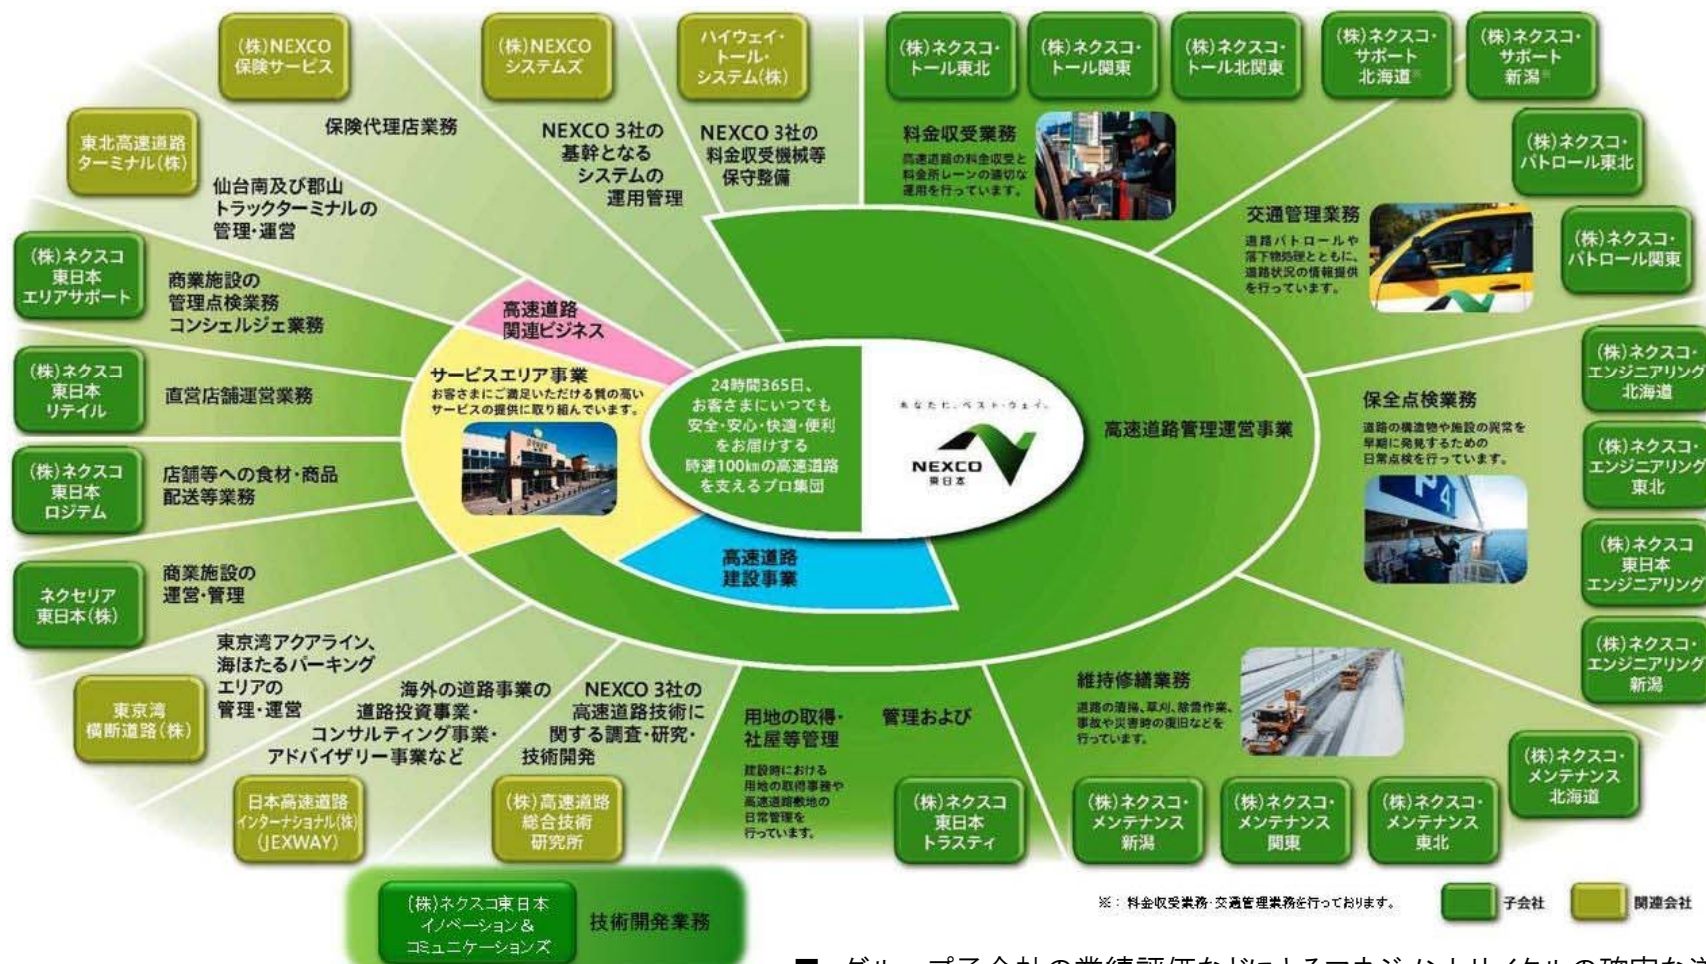 (株)NEXCO
保険サービス
(株)NEXCO
システムズ
ハイウェイ・
トール・
システム(株)
(株)ネクスコ・
トール東北
(株)ネクスコ・
トール関東
(株)ネクスコ・
トール北関東
(株)ネクスコ・
サポート
北海道※
(株)ネクスコ・
サポート
新潟※
東北高速道路
ターミナル(株)
保険代理店業務
NEXCO 3社の
基幹となる
システムの
運用管理
NEXCO 3社の
料金収受機械等
保守整備
料金収受業務
高速道路の料金収受と
料金所レーンの適切な
運用を行っています。
(株)ネクスコ・
パトロール東北
仙台南及び郡山
トラックターミナルの
管理・運営
交通管理業務
道路パトロールや
落下物処理とともに、
道路状況の情報提供
を行っています。
(株)ネクスコ・
パトロール関東
(株)ネクスコ
東日本
エリアサポート
商業施設の
管理点検業務
コンシェルジェ業務
高速道路
関連ビジネス
(株)ネクスコ・
エンジニアリング
北海道
(株)ネクスコ
東日本
リテイル
直営店舗運営業務
サービスエリア事業
お客さまにご満足いただける質の高い
サービスの提供に取り組んでいます。
24時間365日、
お客さまにいつでも
安全・安心・快適・便利
をお届けする
時速100kmの高速道路
を支えるプロ集団
あなたに、ベスト・ウェイ。
NEXCO
東日本
高速道路管理運営事業
保全点検業務
道路の構造物や施設の異常を
早期に発見するための
日常点検を行っています。
P41
(株)ネクスコ・
エンジニアリング
東北
(株)ネクスコ
東日本
ロジテム
店舗等への食材・商品
配送等業務
(株)ネクスコ
東日本
エンジニアリング
高速道路
建設事業
ネクセリア
東日本(株)
商業施設の
運営・管理
(株)ネクスコ・
エンジニアリング
新潟
東京湾
横断道路(株)
東京湾アクアライン、
海ほたるパーキング
エリアの
管理・運営
海外の道路事業の
道路投資事業・
コンサルティング事業・
アドバイザリー事業など
NEXCO 3社の
高速道路技術に
関する調査・研究・
技術開発
用地の取得・
社屋等管理
管理および
建設時における
用地の取得事務や
高速道路敷地の
日常管理を
行っています。
維持修繕業務
道路の清掃、草刈、除雪作業、
事故や災害時の復旧などを
行っています。
(株)ネクスコ・
メンテナンス
北海道
日本高速道路
インターナショナル(株)
(JEXWAY)
(株)高速道路
総合技術
研究所
(株)ネクスコ
東日本
トラスティ
(株)ネクスコ・
メンテナンス
新潟
(株)ネクスコ・
メンテナンス
関東
(株)ネクスコ・
メンテナンス
東北
(株)ネクスコ東日本
イノベーション＆
コミュニケーションズ
技術開発業務
※：料金収受業務・交通管理業務を行っております。
子会社
関連会社